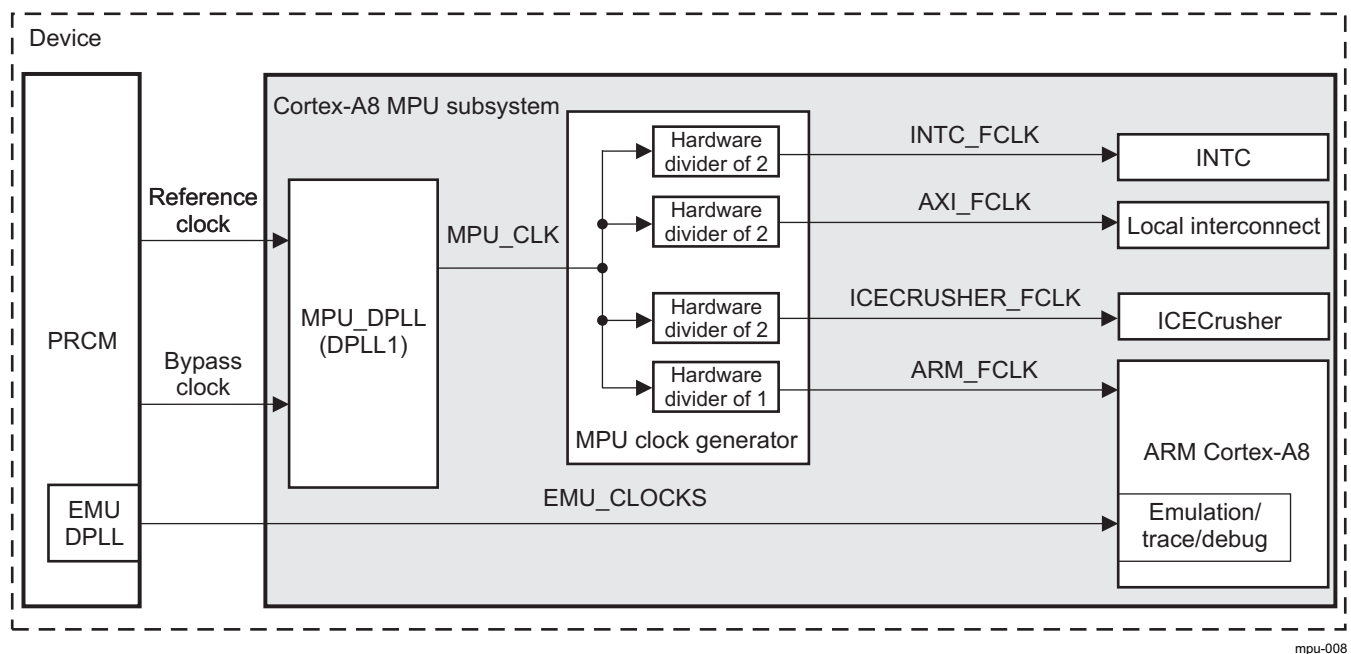 Device
Cortex-A8 MPU subsystem
Hardware
divider of 2
INTC_FCLK
INTC
Reference
clock
MPU_CLK
Hardware
divider of 2
AXI_FCLK
Local interconnect
PRCM
MPU_DPLL
(DPLL1)
Hardware
divider of 2
ICECRUSHER_FCLK
ICECrusher
Bypass
clock
Hardware
divider of 1
ARM_FCLK
MPU clock generator
ARM Cortex-A8
EMU
DPLL
EMU_CLOCKS
Emulation/
trace/debug
mpu-008